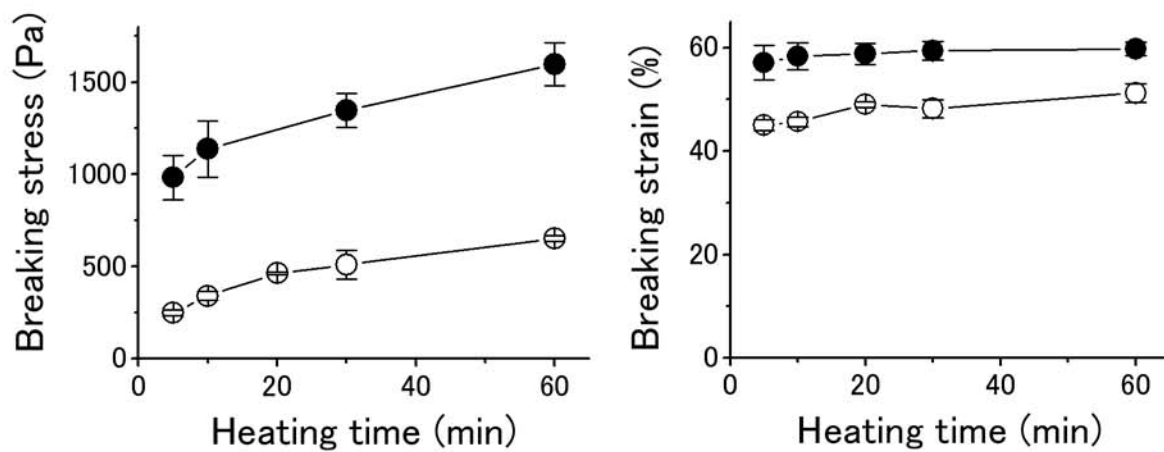 Breaking stress (Pa)
1500
1000
500
0
0 20 40 60
Heating time (min)
Breaking strain (%)
60
40
20
0
0 20 40 60
Heating time (min)